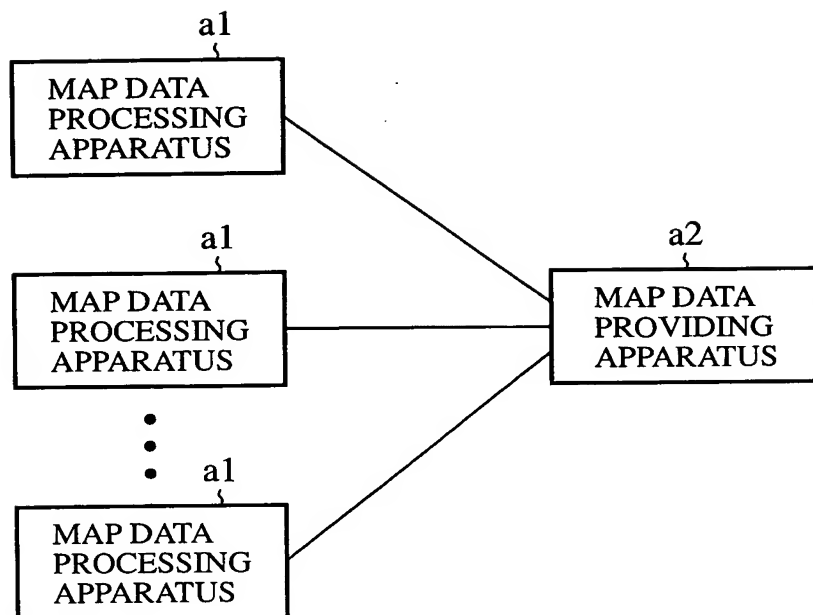 a1
MAP DATA
PROCESSING
APPARATUS
a1
MAP DATA
PROCESSING
APPARATUS
a2
MAP DATA
PROVIDING
APPARATUS
a1
MAP DATA
PROCESSING
APPARATUS